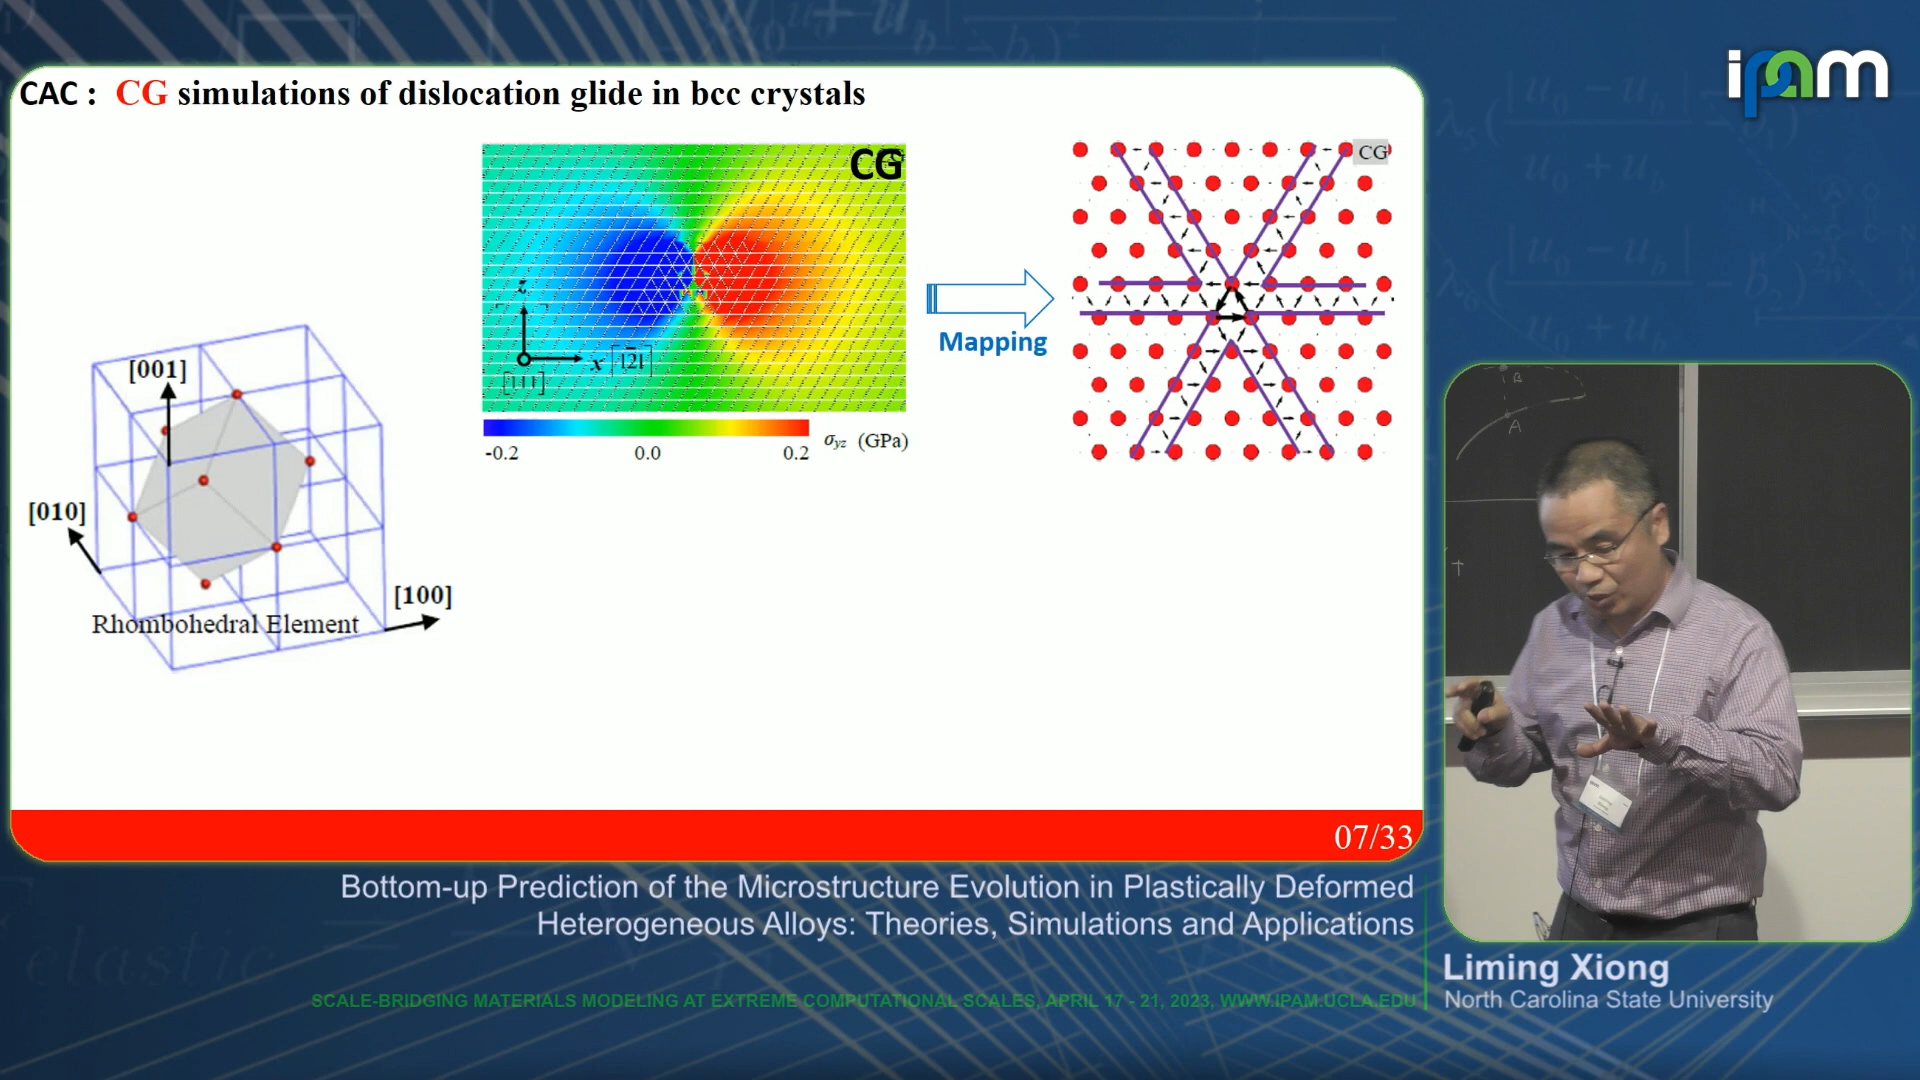 ipam
CAC : CG simulations of dislocation glide in bcc crystals
CG
CG
z
x [1̄2̄1]
[111]
Mapping
-0.2 0.0 0.2 σyz (GPa)
[001]
[010]
[100]
Rhombohedral Element
07/33
B
A
Bottom-up Prediction of the Microstructure Evolution in Plastically Deformed
Heterogeneous Alloys: Theories, Simulations and Applications
elastic
SCALE-BRIDGING MATERIALS MODELING AT EXTREME COMPUTATIONAL SCALES, APRIL 17 - 21, 2023, WWW.IPAM.UCLA.EDU
Liming Xiong
North Carolina State University